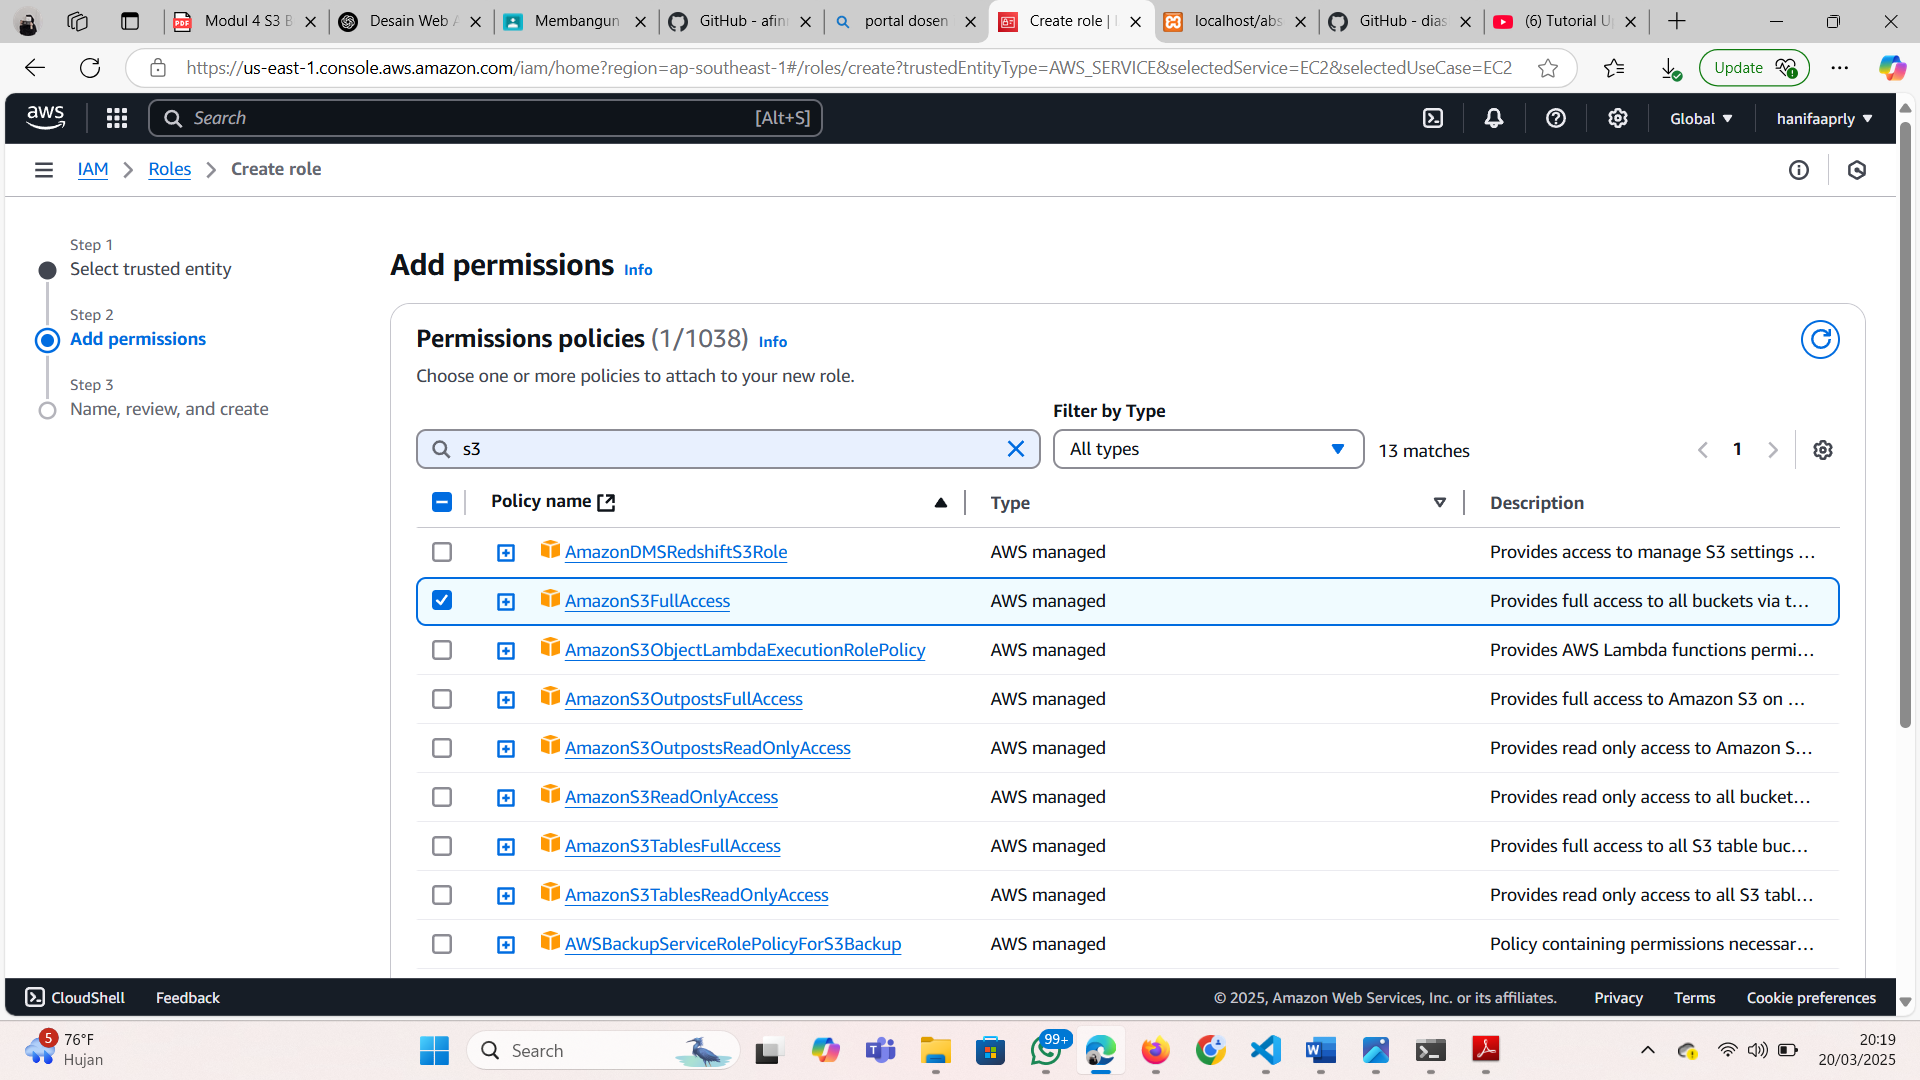 Modul 4 S3 B
Desain Web A
Membangun
GitHub - afin
portal dosen
Create role | I
localhost/abs
GitHub - dias
(6) Tutorial U
https://us-east-1.console.aws.amazon.com/iam/home?region=ap-southeast-1#/roles/create?trustedEntityType=AWS_SERVICE&selectedService=EC2&selectedUseCase=EC2
Update
aws
Search
[Alt+S]
Global
hanifaaprly
IAM
Roles
Create role
Step 1
Select trusted entity
Step 2
Add permissions
Step 3
Name, review, and create
Add permissions Info
Permissions policies (1/1038) Info
Choose one or more policies to attach to your new role.
Filter by Type
s3
All types
13 matches
1
Policy name
Type
Description
AmazonDMSRedshiftS3Role
AWS managed
Provides access to manage S3 settings …
AmazonS3FullAccess
AWS managed
Provides full access to all buckets via t…
AmazonS3ObjectLambdaExecutionRolePolicy
AWS managed
Provides AWS Lambda functions permi…
AmazonS3OutpostsFullAccess
AWS managed
Provides full access to Amazon S3 on …
AmazonS3OutpostsReadOnlyAccess
AWS managed
Provides read only access to Amazon S…
AmazonS3ReadOnlyAccess
AWS managed
Provides read only access to all bucket…
AmazonS3TablesFullAccess
AWS managed
Provides full access to all S3 table buc…
AmazonS3TablesReadOnlyAccess
AWS managed
Provides read only access to all S3 tabl…
AWSBackupServiceRolePolicyForS3Backup
AWS managed
Policy containing permissions necessar…
CloudShell
Feedback
© 2025, Amazon Web Services, Inc. or its affiliates.
Privacy
Terms
Cookie preferences
5
76°F
Hujan
Search
99+
20:19
20/03/2025